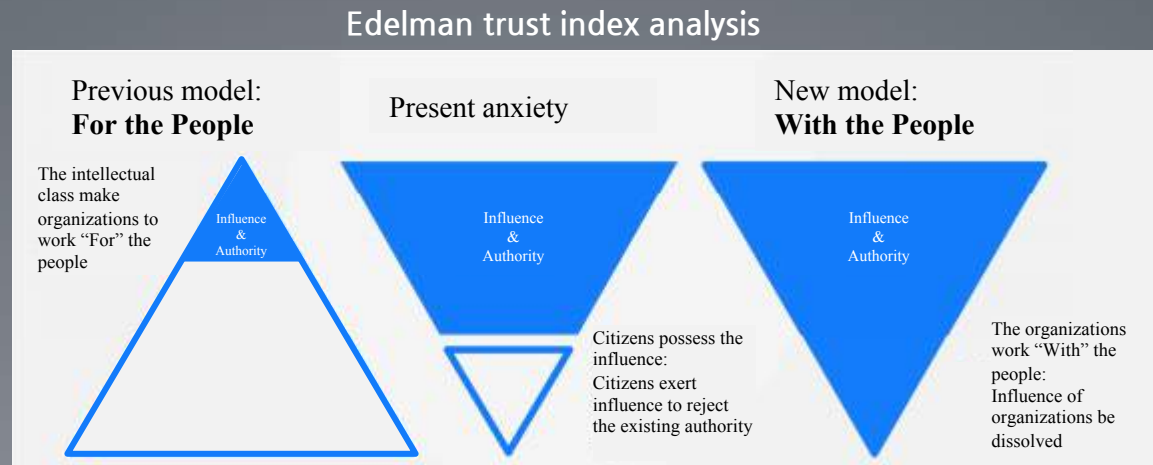 Edelman trust index analysis
Previous model:
For the People
The intellectual
class make
organizations to
work “For” the
people
Influence
&
Authority
Present anxiety
Influence
&
Authority
Citizens possess the
influence:
Citizens exert
influence to reject
the existing authority
New model:
With the People
Influence
&
Authority
The organizations
work “With” the
people:
Influence of
organizations be
dissolved